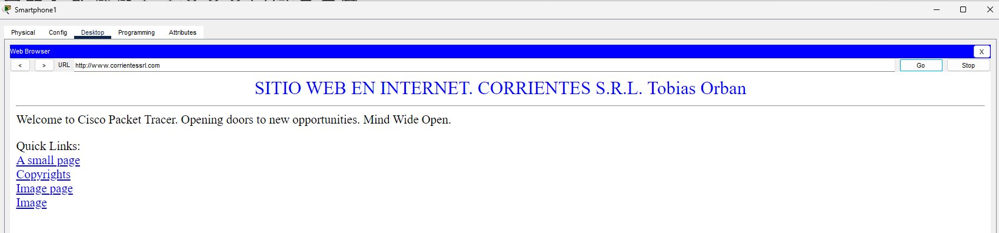 Smartphone1
Physical Config Desktop Programming Attributes
Web Browser X
< > URL http://www.corrientessrl.com Go Stop
SITIO WEB EN INTERNET. CORRIENTES S.R.L. Tobias Orban
Welcome to Cisco Packet Tracer. Opening doors to new opportunities. Mind Wide Open.
Quick Links:
A small page
Copyrights
Image page
Image